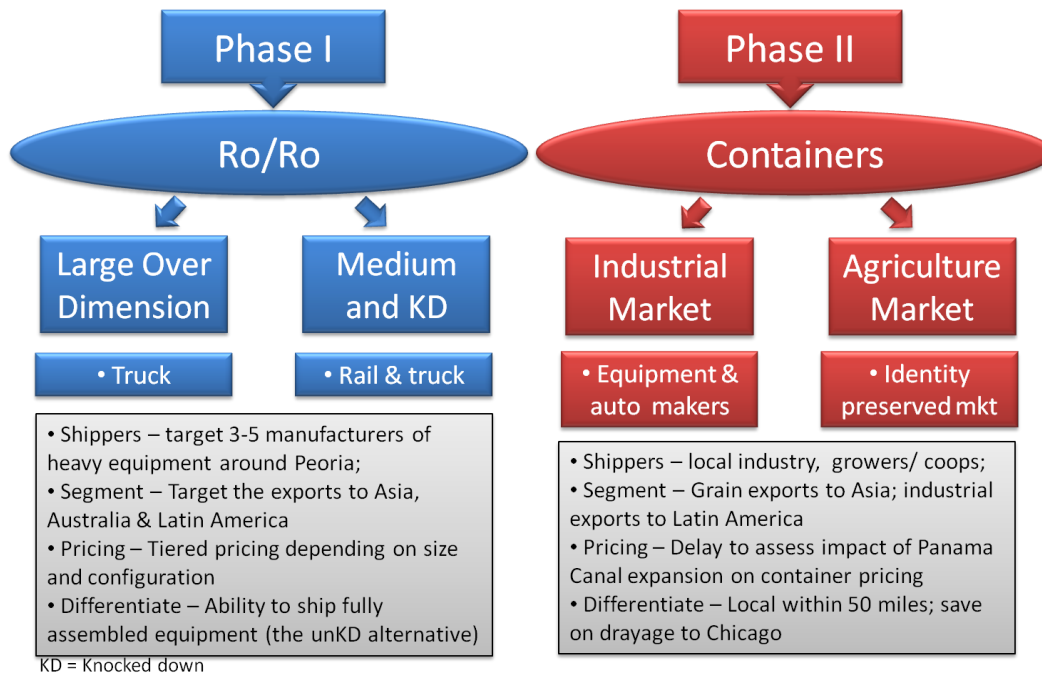 Phase I
Ro/Ro
Large Over
Dimension
Medium
and KD
• Truck
• Rail & truck
• Shippers – target 3-5 manufacturers of
heavy equipment around Peoria;
• Segment – Target the exports to Asia,
Australia & Latin America
• Pricing – Tiered pricing depending on size
and configuration
• Differentiate – Ability to ship fully
assembled equipment (the unKD alternative)
KD = Knocked down
Phase II
Containers
Industrial
Market
Agriculture
Market
• Equipment &
auto makers
• Identity
preserved mkt
• Shippers – local industry, growers/ coops;
• Segment – Grain exports to Asia; industrial
exports to Latin America
• Pricing – Delay to assess impact of Panama
Canal expansion on container pricing
• Differentiate – Local within 50 miles; save
on drayage to Chicago